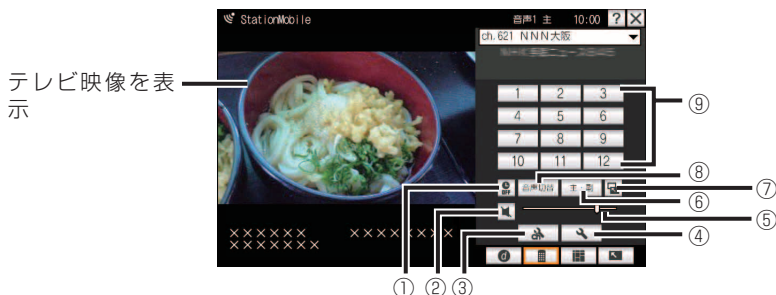 StationMobile 音声1 主 10:00 ? ×
ch.621 NNN大阪
テレビ映像を表
示
1 2 3
4 5 6
7 8 9
10 11 12
⑨
⑧
OFF 音声切替 主・副
⑦
⑥
⑤
④
×××××× ××××××××
×××××××
d
① ② ③